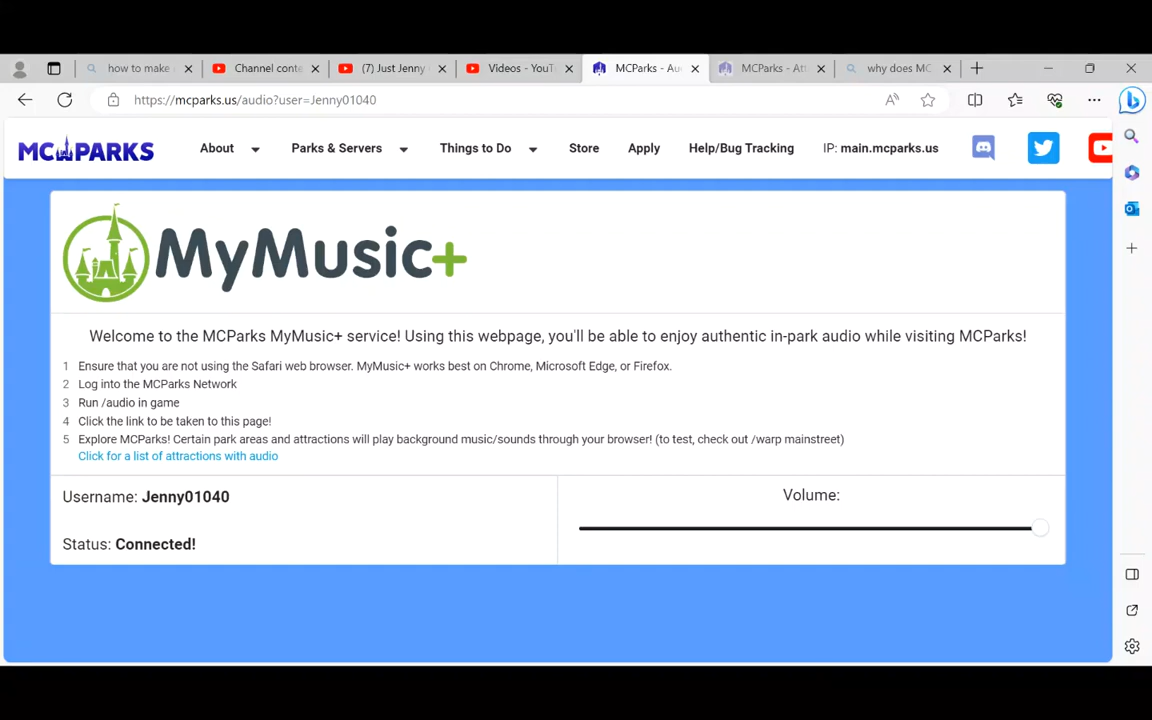 how to make
Channel conte
(7) Just Jenny
Videos - YouT
MCParks - Au
MCParks - Att
why does MC
https://mcparks.us/audio?user=Jenny01040
MC PARKS
About
Parks & Servers
Things to Do
Store
Apply
Help/Bug Tracking
IP: main.mcparks.us
MyMusic+
Welcome to the MCParks MyMusic+ service! Using this webpage, you'll be able to enjoy authentic in-park audio while visiting MCParks!
1 Ensure that you are not using the Safari web browser. MyMusic+ works best on Chrome, Microsoft Edge, or Firefox.
2 Log into the MCParks Network
3 Run /audio in game
4 Click the link to be taken to this page!
5 Explore MCParks! Certain park areas and attractions will play background music/sounds through your browser! (to test, check out /warp mainstreet)
Click for a list of attractions with audio
Username: Jenny01040
Volume:
Status: Connected!